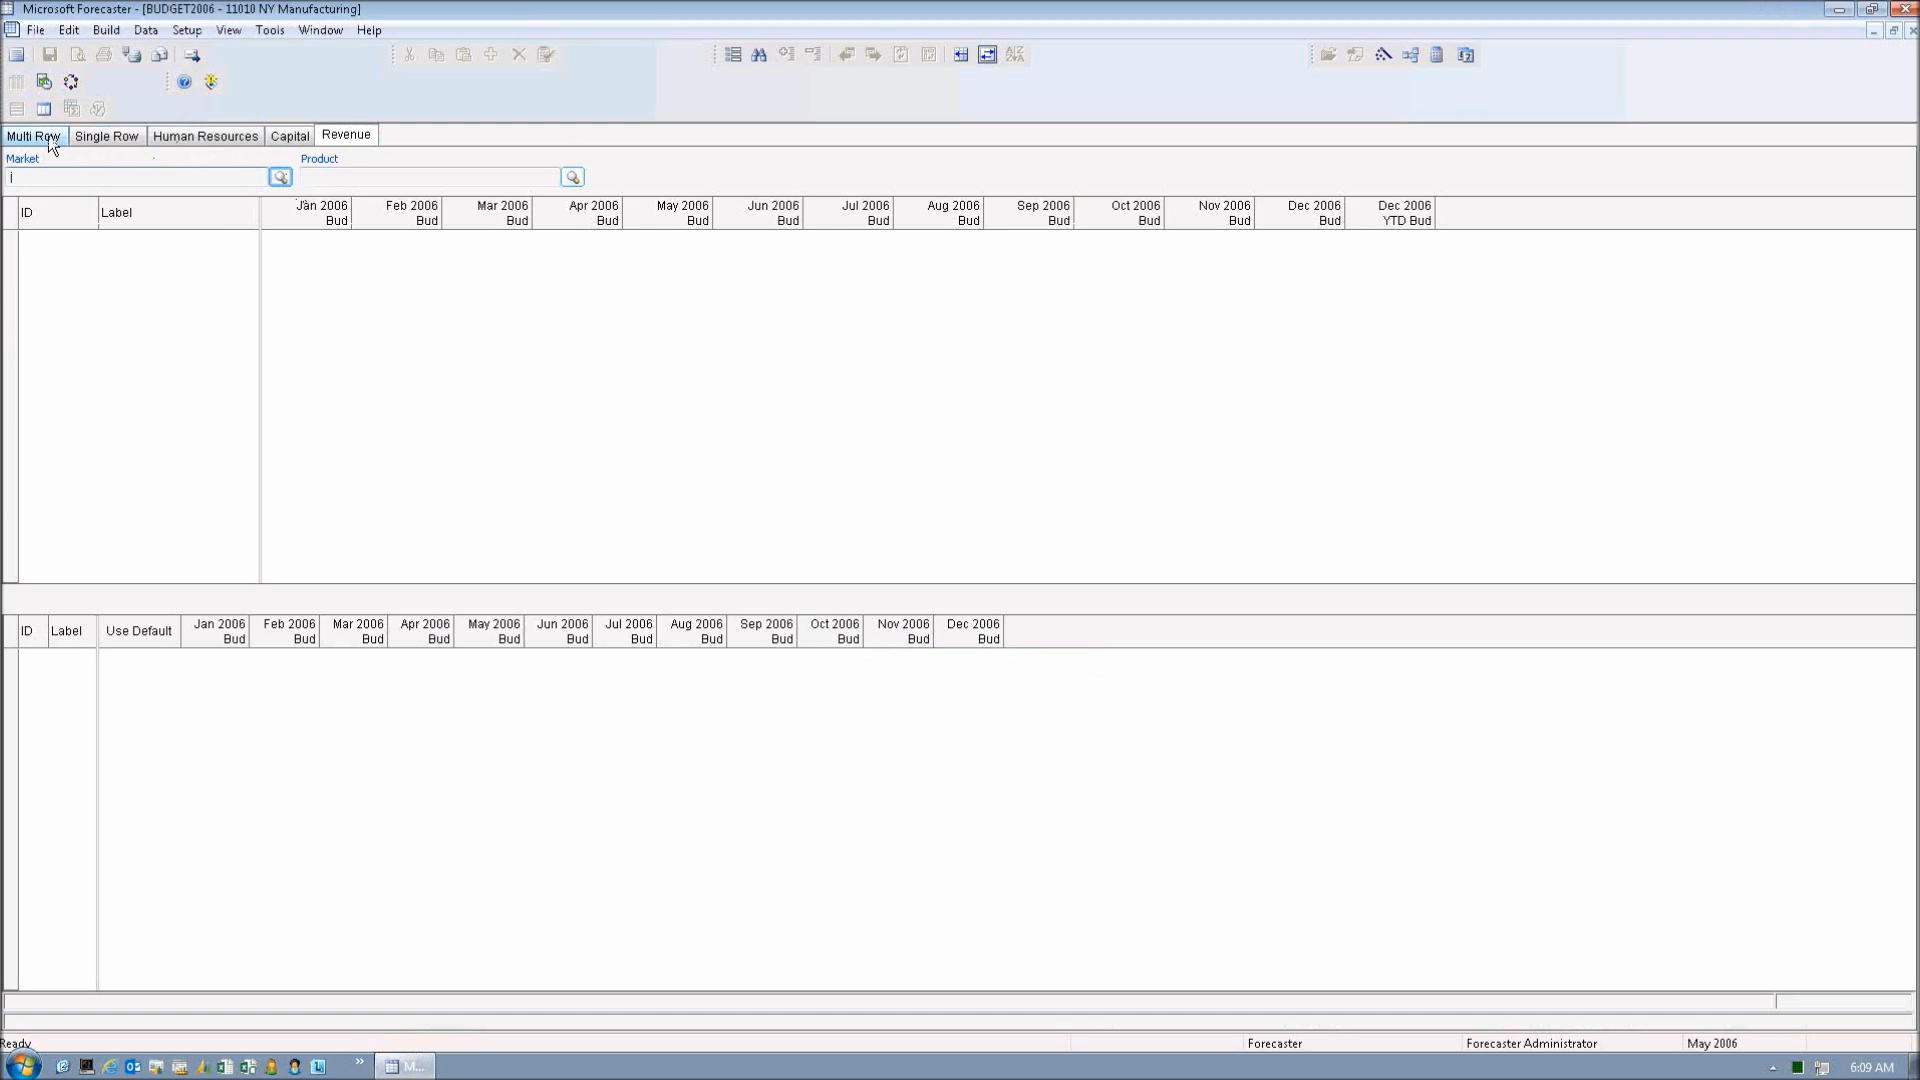 Microsoft Forecaster - [BUDGET2006 - 11010 NY Manufacturing]
File Edit Build Data Setup View Tools Window Help
Multi Row Single Row Human Resources Capital Revenue
Market Product
ID Label Jan 2006 Bud Feb 2006 Bud Mar 2006 Bud Apr 2006 Bud May 2006 Bud Jun 2006 Bud Jul 2006 Bud Aug 2006 Bud Sep 2006 Bud Oct 2006 Bud Nov 2006 Bud Dec 2006 Bud Dec 2006 YTD Bud
ID Label Use Default Jan 2006 Bud Feb 2006 Bud Mar 2006 Bud Apr 2006 Bud May 2006 Bud Jun 2006 Bud Jul 2006 Bud Aug 2006 Bud Sep 2006 Bud Oct 2006 Bud Nov 2006 Bud Dec 2006 Bud
Ready Forecaster Forecaster Administrator May 2006
M... 6:09 AM